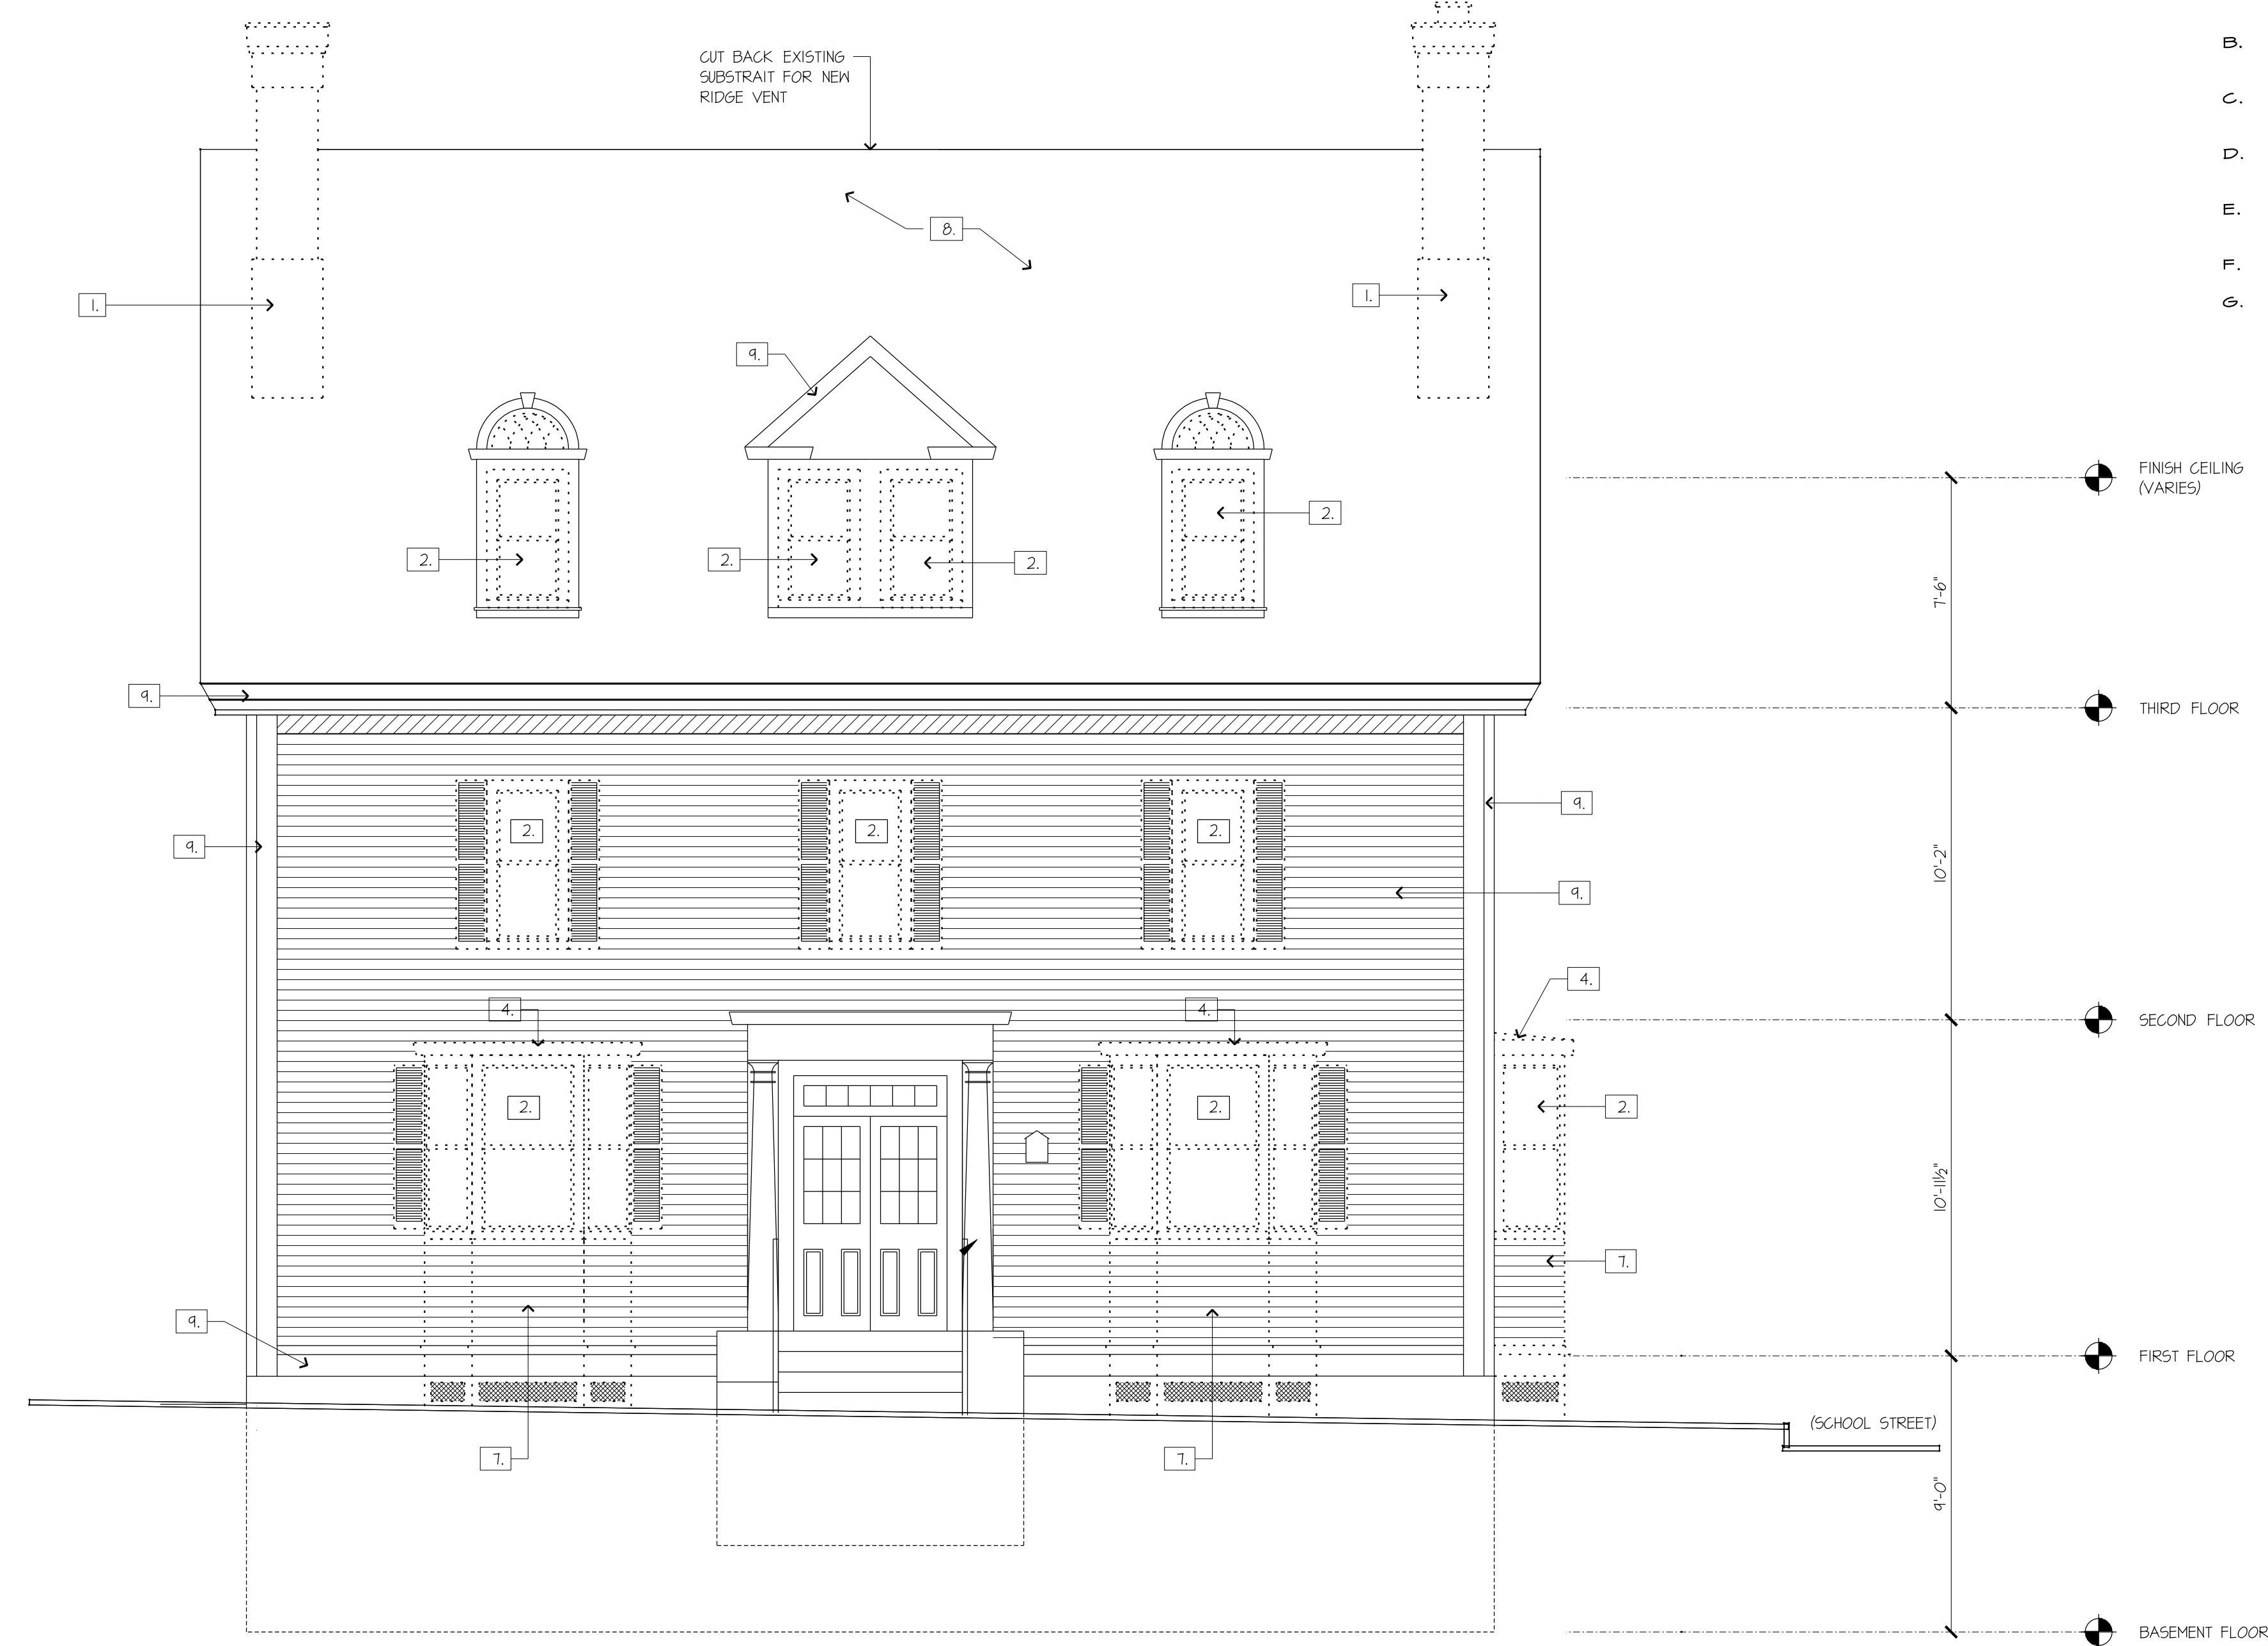 B.
CUT BACK EXISTING
SUBSTRAIT FOR NEW
RIDGE VENT
C.
D.
E.
8.
F.
1.
1.
G.
9.
FINISH CEILING
(VARIES)
2.
2.
2.
2.
7'-6"
9.
THIRD FLOOR
9.
2.
2.
2.
9.
9.
10'-2"
4.
4.
4.
SECOND FLOOR
2.
2.
2.
10'-11½"
7.
9.
FIRST FLOOR
(SCHOOL STREET)
7.
7.
9'-0"
BASEMENT FLOOR